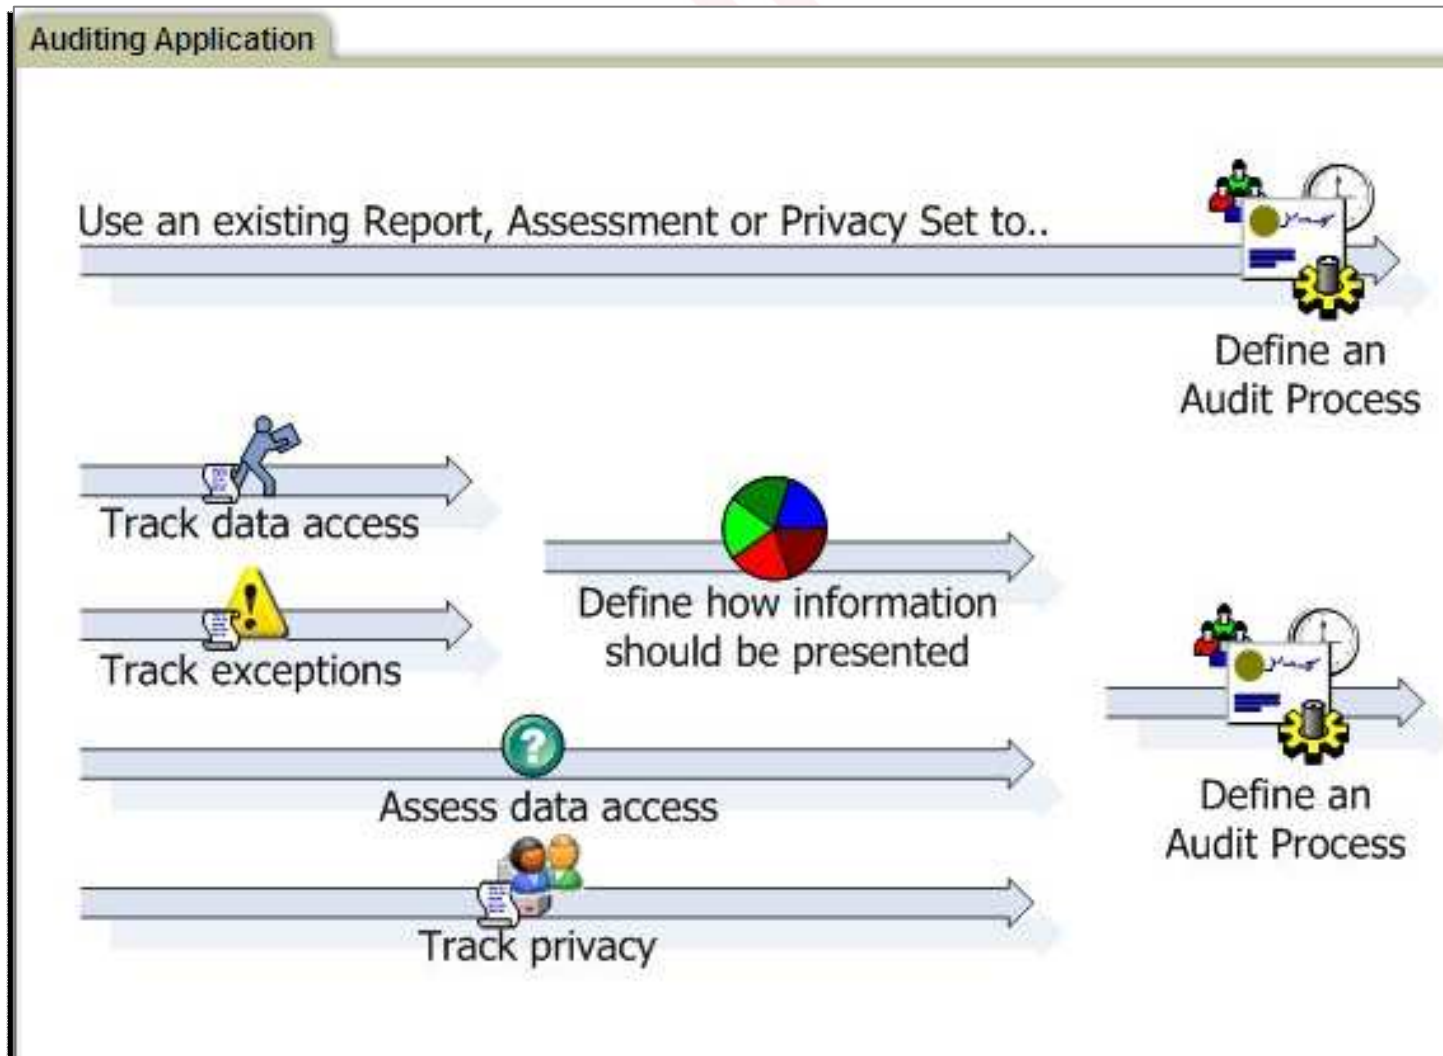 Auditing Application
Use an existing Report, Assessment or Privacy Set to..
Define an
Audit Process
Track data access
Track exceptions
Define how information
should be presented
Assess data access
Track privacy
Define an
Audit Process